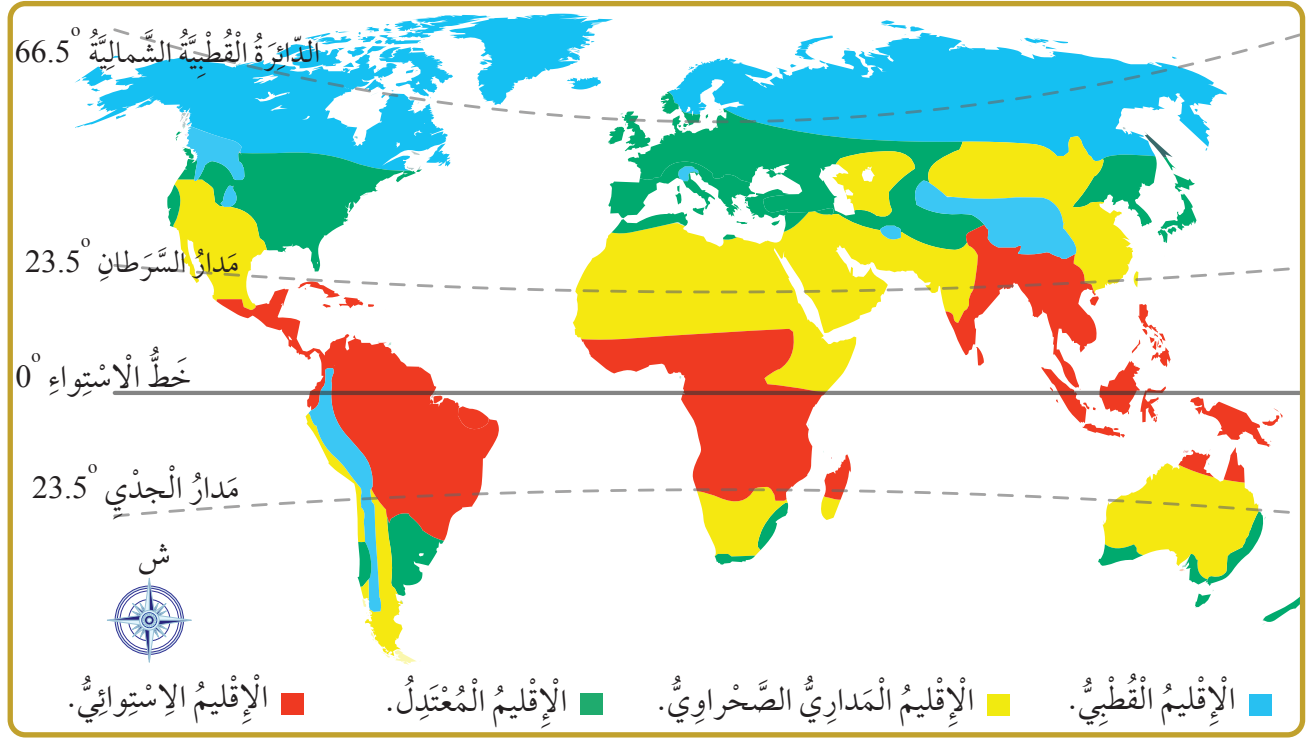 الدّائِرَةُ الْقُطْبِيَّةُ الشَّمالِيَّةُ 66.5°
مَدارُ السَّرَطانِ 23.5°
خَطُّ الْاسْتِواءِ 0°
مَدارُ الْجدْيِ 23.5°
ش
الْإِقْليمُ الْقُطْبِيُّ.
الْإِقْليمُ الْمَدارِيُّ الصَّحْراوِيُّ.
الْإِقْليمُ الْمُعْتَدِلُ.
الْإِقْليمُ الِاسْتِوائِيُّ.